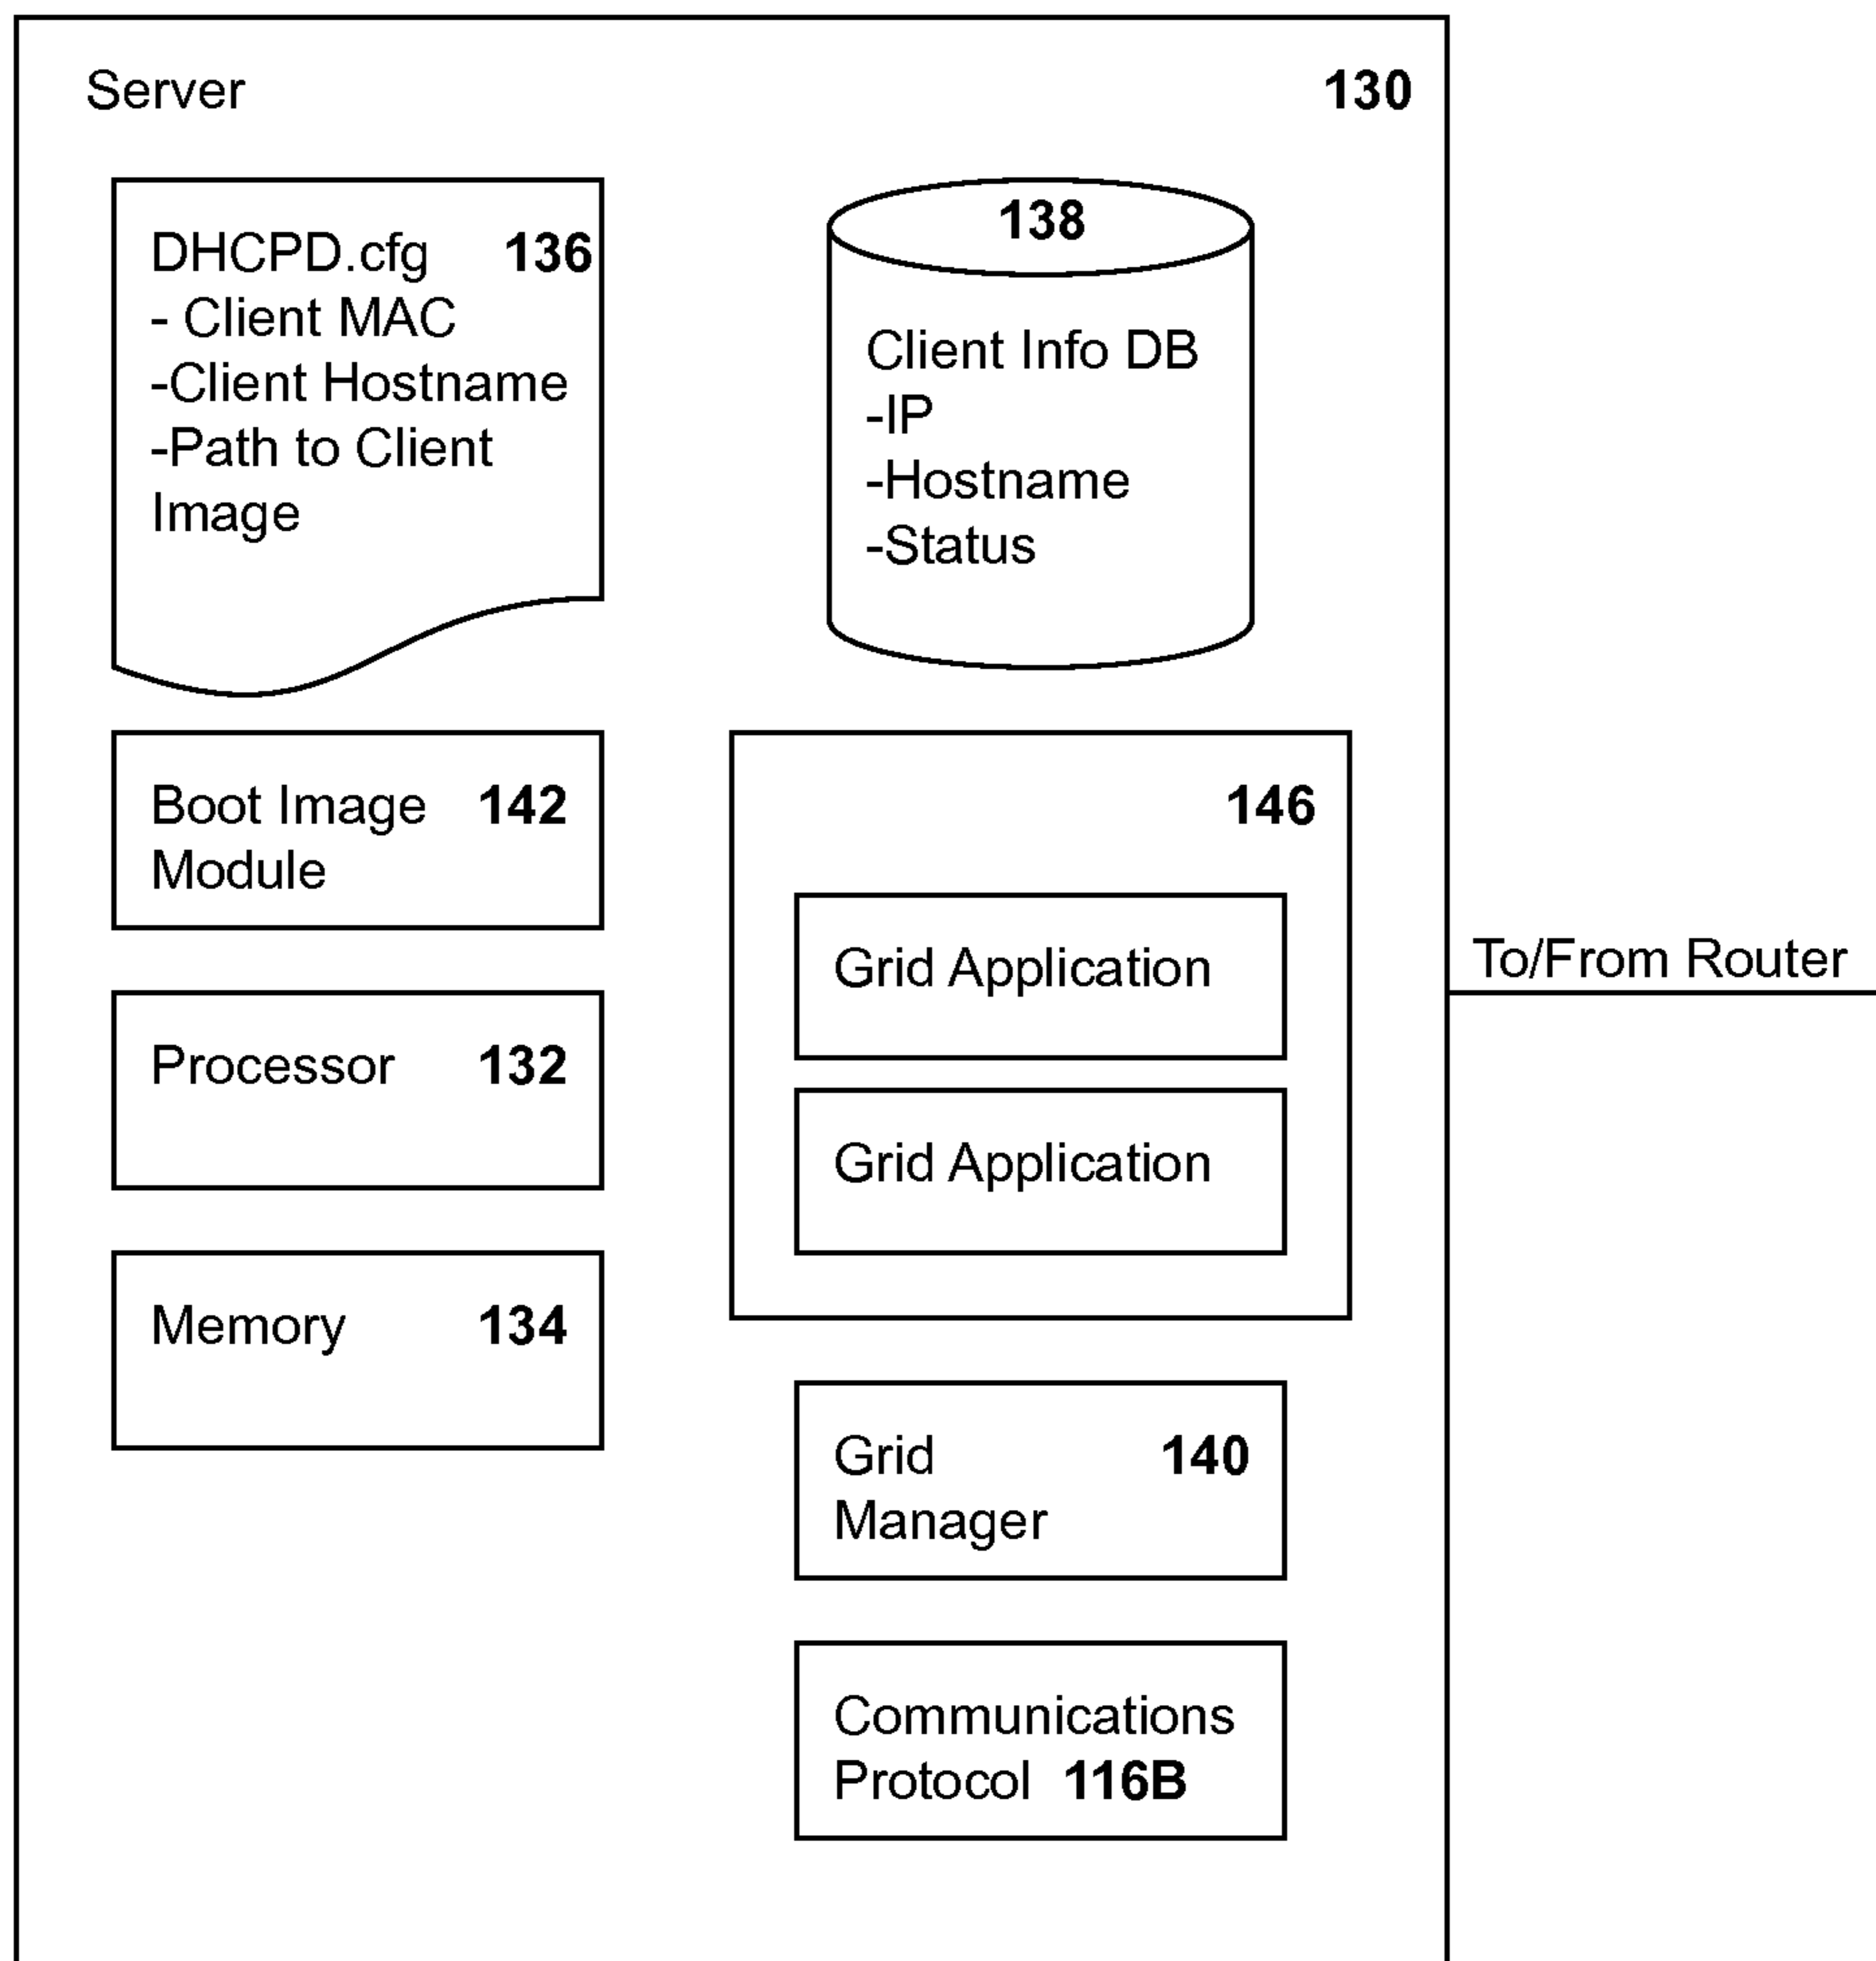 Server 130
DHCPD.cfg 136
- Client MAC
-Client Hostname
-Path to Client
Image
138
Client Info DB
-IP
-Hostname
-Status
Boot Image 142
Module
146
Grid Application
Grid Application
Processor 132
Memory 134
Grid 140
Manager
Communications
Protocol 116B
To/From Router